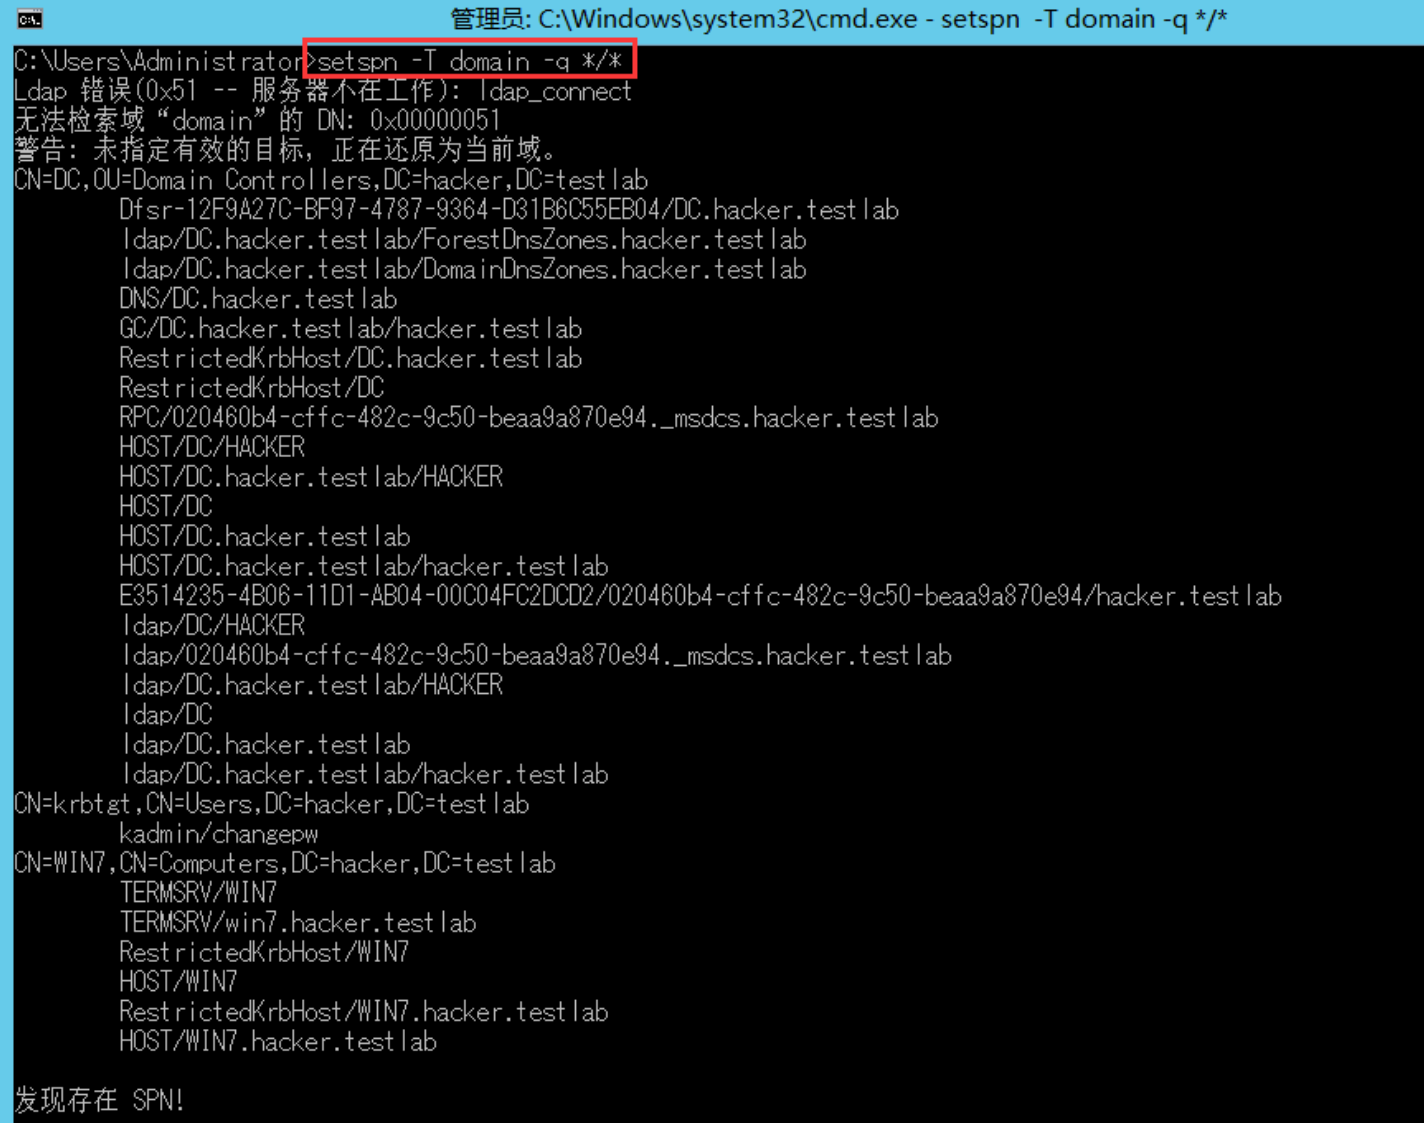 管理员: C:\Windows\system32\cmd.exe - setspn  -T domain -q */*
C:\Users\Administrator>setspn -T domain -q */*
Ldap 错误(0x51 -- 服务器不在工作): ldap_connect
无法检索域“domain”的 DN: 0x00000051
警告: 未指定有效的目标, 正在还原为当前域。
CN=DC,OU=Domain Controllers,DC=hacker,DC=testlab
Dfsr-12F9A27C-BF97-4787-9364-D31B6C55EB04/DC.hacker.testlab
ldap/DC.hacker.testlab/ForestDnsZones.hacker.testlab
ldap/DC.hacker.testlab/DomainDnsZones.hacker.testlab
DNS/DC.hacker.testlab
GC/DC.hacker.testlab/hacker.testlab
RestrictedKrbHost/DC.hacker.testlab
RestrictedKrbHost/DC
RPC/020460b4-cffc-482c-9c50-beaa9a870e94._msdcs.hacker.testlab
HOST/DC/HACKER
HOST/DC.hacker.testlab/HACKER
HOST/DC
HOST/DC.hacker.testlab
HOST/DC.hacker.testlab/hacker.testlab
E3514235-4B06-11D1-AB04-00C04FC2DCD2/020460b4-cffc-482c-9c50-beaa9a870e94/hacker.testlab
ldap/DC/HACKER
ldap/020460b4-cffc-482c-9c50-beaa9a870e94._msdcs.hacker.testlab
ldap/DC.hacker.testlab/HACKER
ldap/DC
ldap/DC.hacker.testlab
ldap/DC.hacker.testlab/hacker.testlab
CN=krbtgt,CN=Users,DC=hacker,DC=testlab
kadmin/changepw
CN=WIN7,CN=Computers,DC=hacker,DC=testlab
TERMSRV/WIN7
TERMSRV/win7.hacker.testlab
RestrictedKrbHost/WIN7
HOST/WIN7
RestrictedKrbHost/WIN7.hacker.testlab
HOST/WIN7.hacker.testlab
发现存在 SPN!